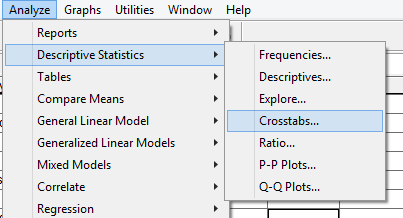 Analyze Graphs Utilities Window Help
Reports
Descriptive Statistics
Tables
Compare Means
General Linear Model
Generalized Linear Models
Mixed Models
Correlate
Regression
Frequencies...
Descriptives...
Explore...
Crosstabs...
Ratio...
P-P Plots...
Q-Q Plots...